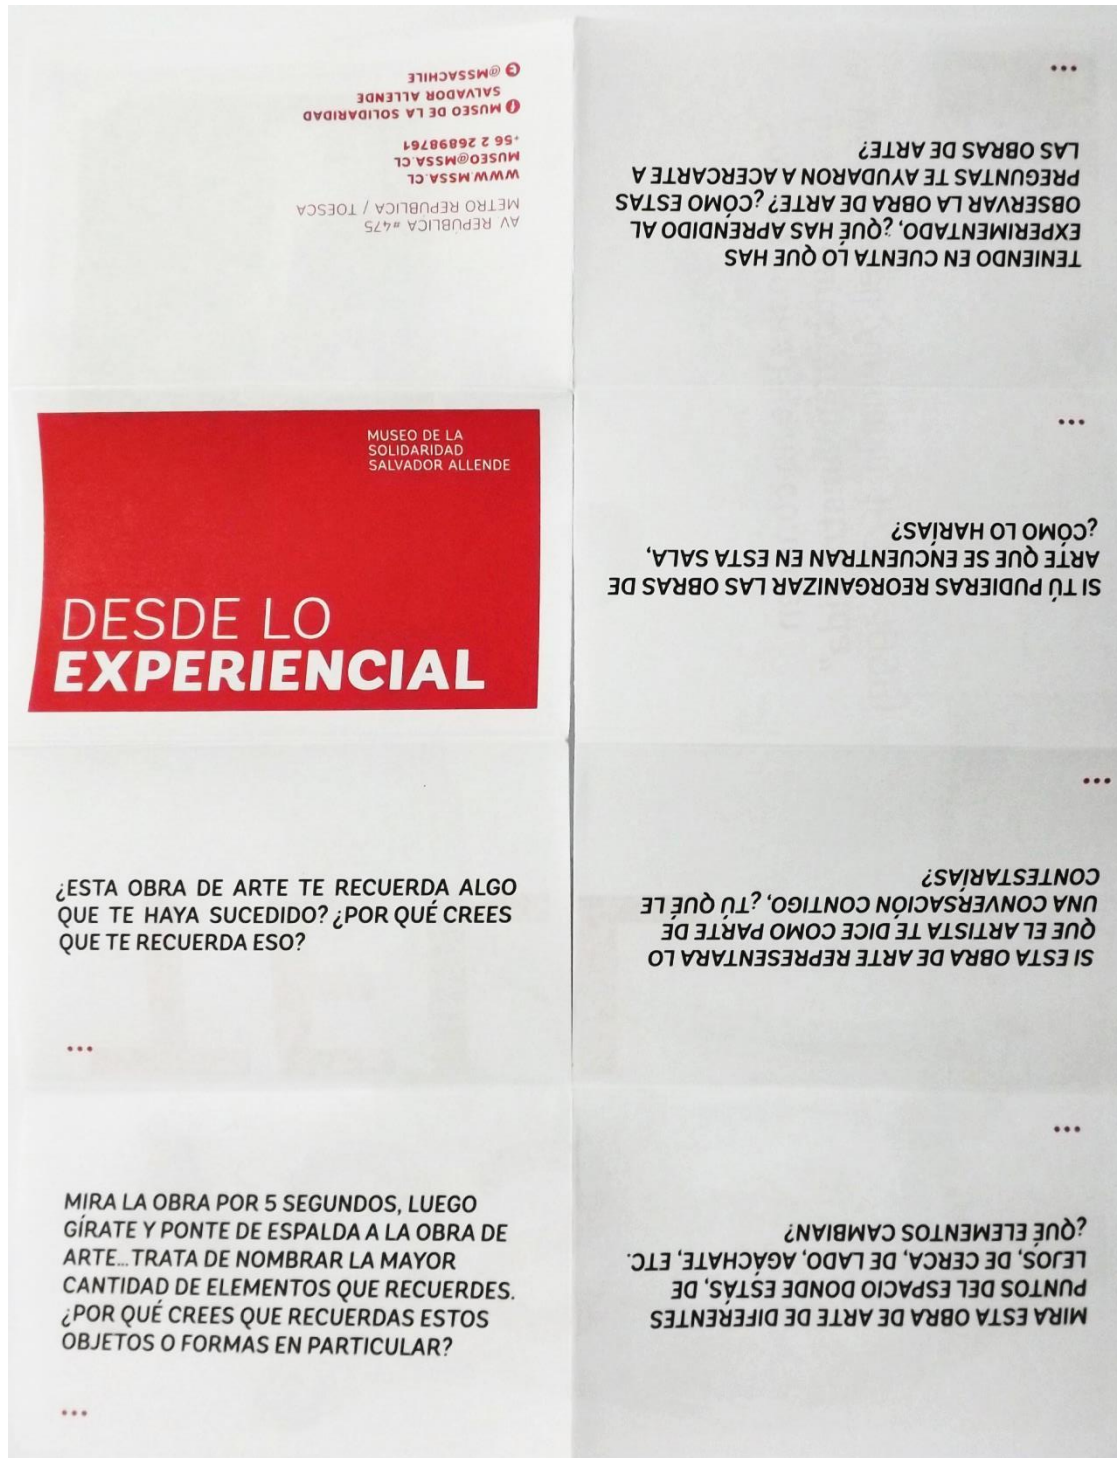 MUSEO DE LA
SOLIDARIDAD
SALVADOR ALLENDE
DESDE LO
EXPERIENCIAL
¿ESTA OBRA DE ARTE TE RECUERDA ALGO
QUE TE HAYA SUCEDIDO? ¿POR QUÉ CREES
QUE TE RECUERDA ESO?
...
MIRA LA OBRA POR 5 SEGUNDOS, LUEGO
GÍRATE Y PONTE DE ESPALDA A LA OBRA DE
ARTE...TRATA DE NOMBRAR LA MAYOR
CANTIDAD DE ELEMENTOS QUE RECUERDES.
¿POR QUÉ CREES QUE RECUERDAS ESTOS
OBJETOS O FORMAS EN PARTICULAR?
...
MIRA ESTA OBRA DE ARTE DE DIFERENTES
PUNTOS DEL ESPACIO DONDE ESTÁS, DE
LEJOS, DE CERCA, DE LADO, AGÁCHATE, ETC.
¿QUÉ ELEMENTOS CAMBIAN?
...
SI ESTA OBRA DE ARTE REPRESENTARA LO
QUE EL ARTISTA TE DICE COMO PARTE DE
UNA CONVERSACIÓN CONTIGO, ¿TÚ QUÉ LE
CONTESTARÍAS?
...
SI TÚ PUDIERAS REORGANIZAR LAS OBRAS DE
ARTE QUE SE ENCUENTRAN EN ESTA SALA,
¿CÓMO LO HARÍAS?
...
TENIENDO EN CUENTA LO QUE HAS
EXPERIMENTADO, ¿QUÉ HAS APRENDIDO AL
OBSERVAR LA OBRA DE ARTE? ¿CÓMO ESTAS
PREGUNTAS TE AYUDARON A ACERCARTE A
LAS OBRAS DE ARTE?
...
AV REPÚBLICA #475
METRO REPÚBLICA / TOESCA
WWW.MSSA.CL
MUSEO@MSSA.CL
+56 2 26898761
MUSEO DE LA SOLIDARIDAD
SALVADOR ALLENDE
@MSSACHILE